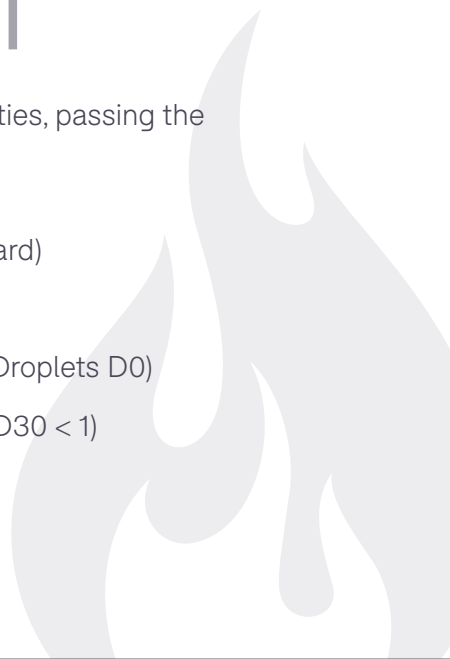 ties, passing the
ard)
Droplets D0)
D30 < 1)